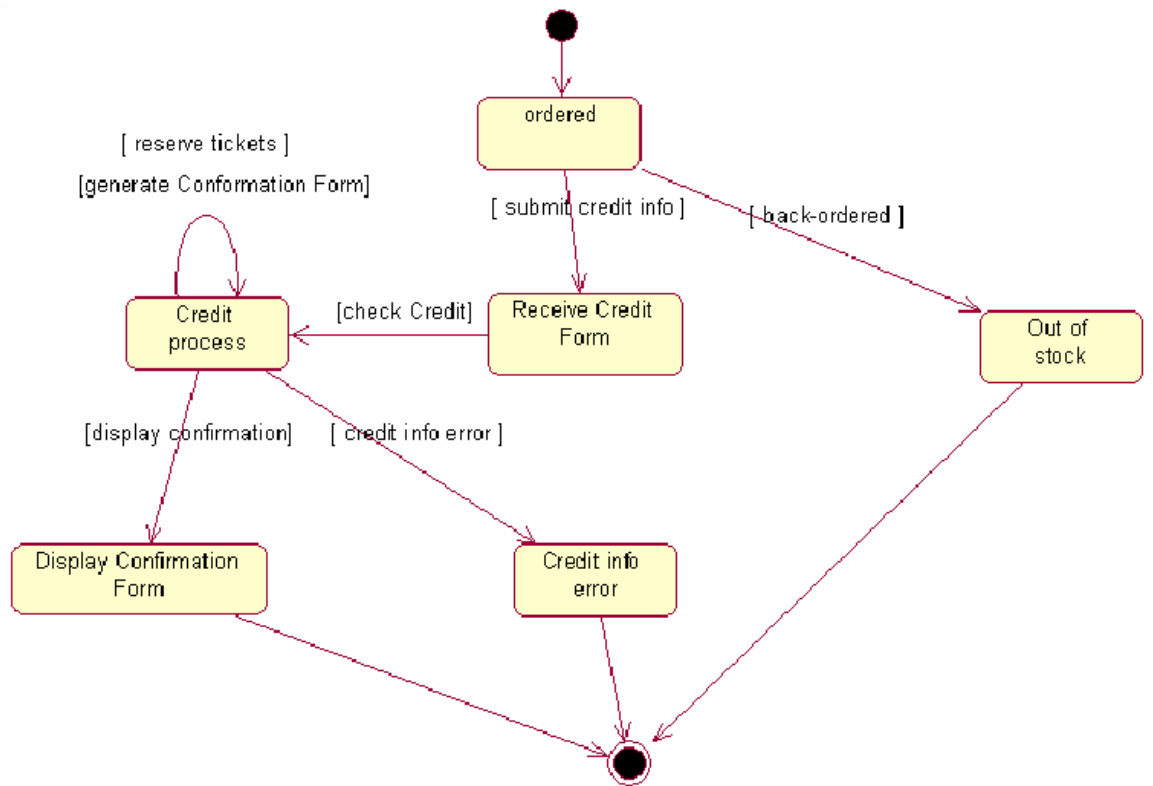 ordered
[ reserve tickets ]
[generate Conformation Form]
[ submit credit info ]
[ back-ordered ]
Credit
process
[check Credit]
Receive Credit
Form
Out of
stock
[display confirmation]
[ credit info error ]
Display Confirmation
Form
Credit info
error